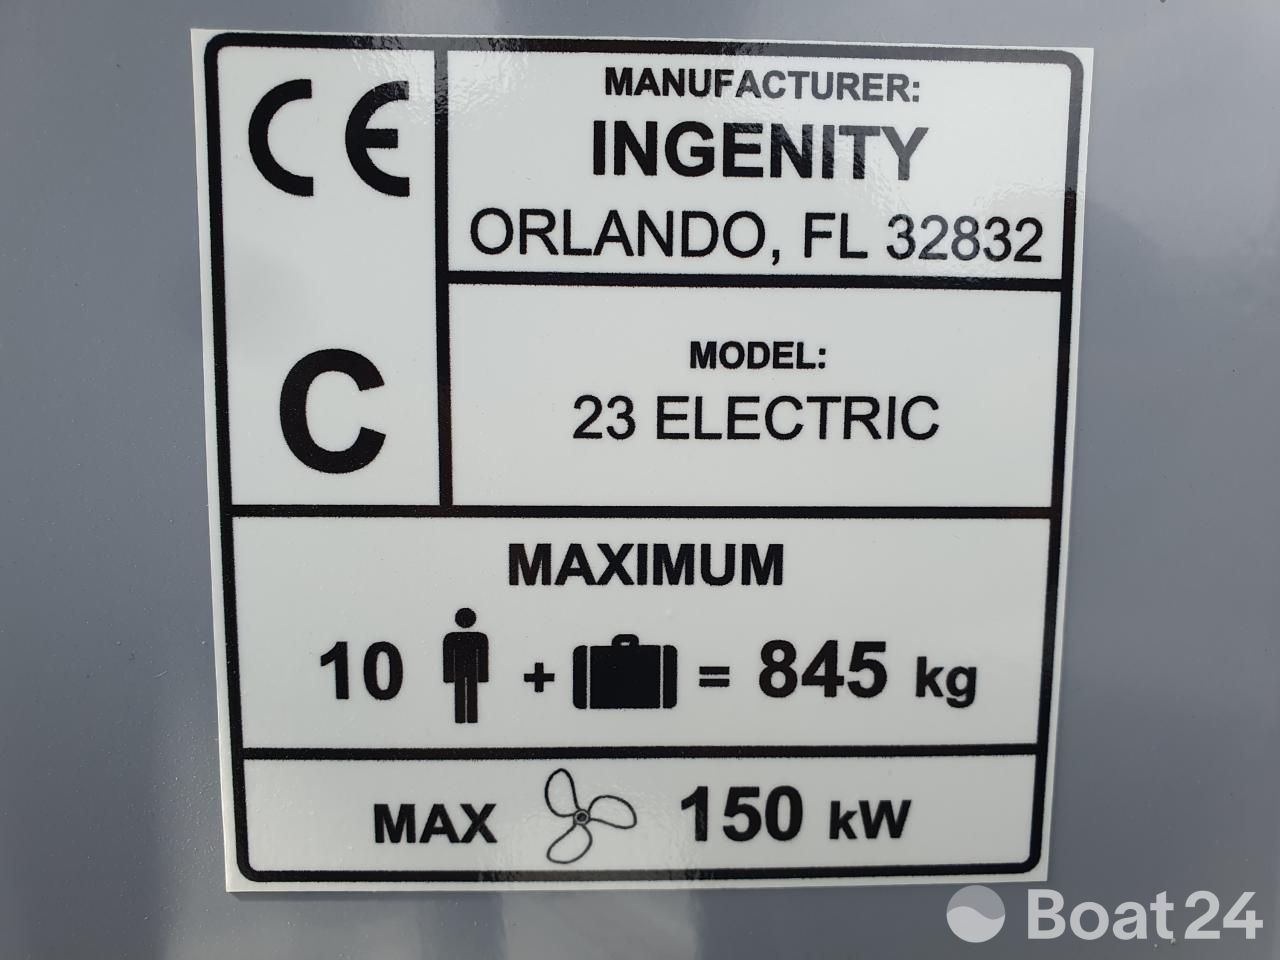 CE
C
MANUFACTURER:
INGENITY
ORLANDO, FL 32832
MODEL:
23 ELECTRIC
MAXIMUM
10 + = 845 kg
MAX 150 kW
Boat24